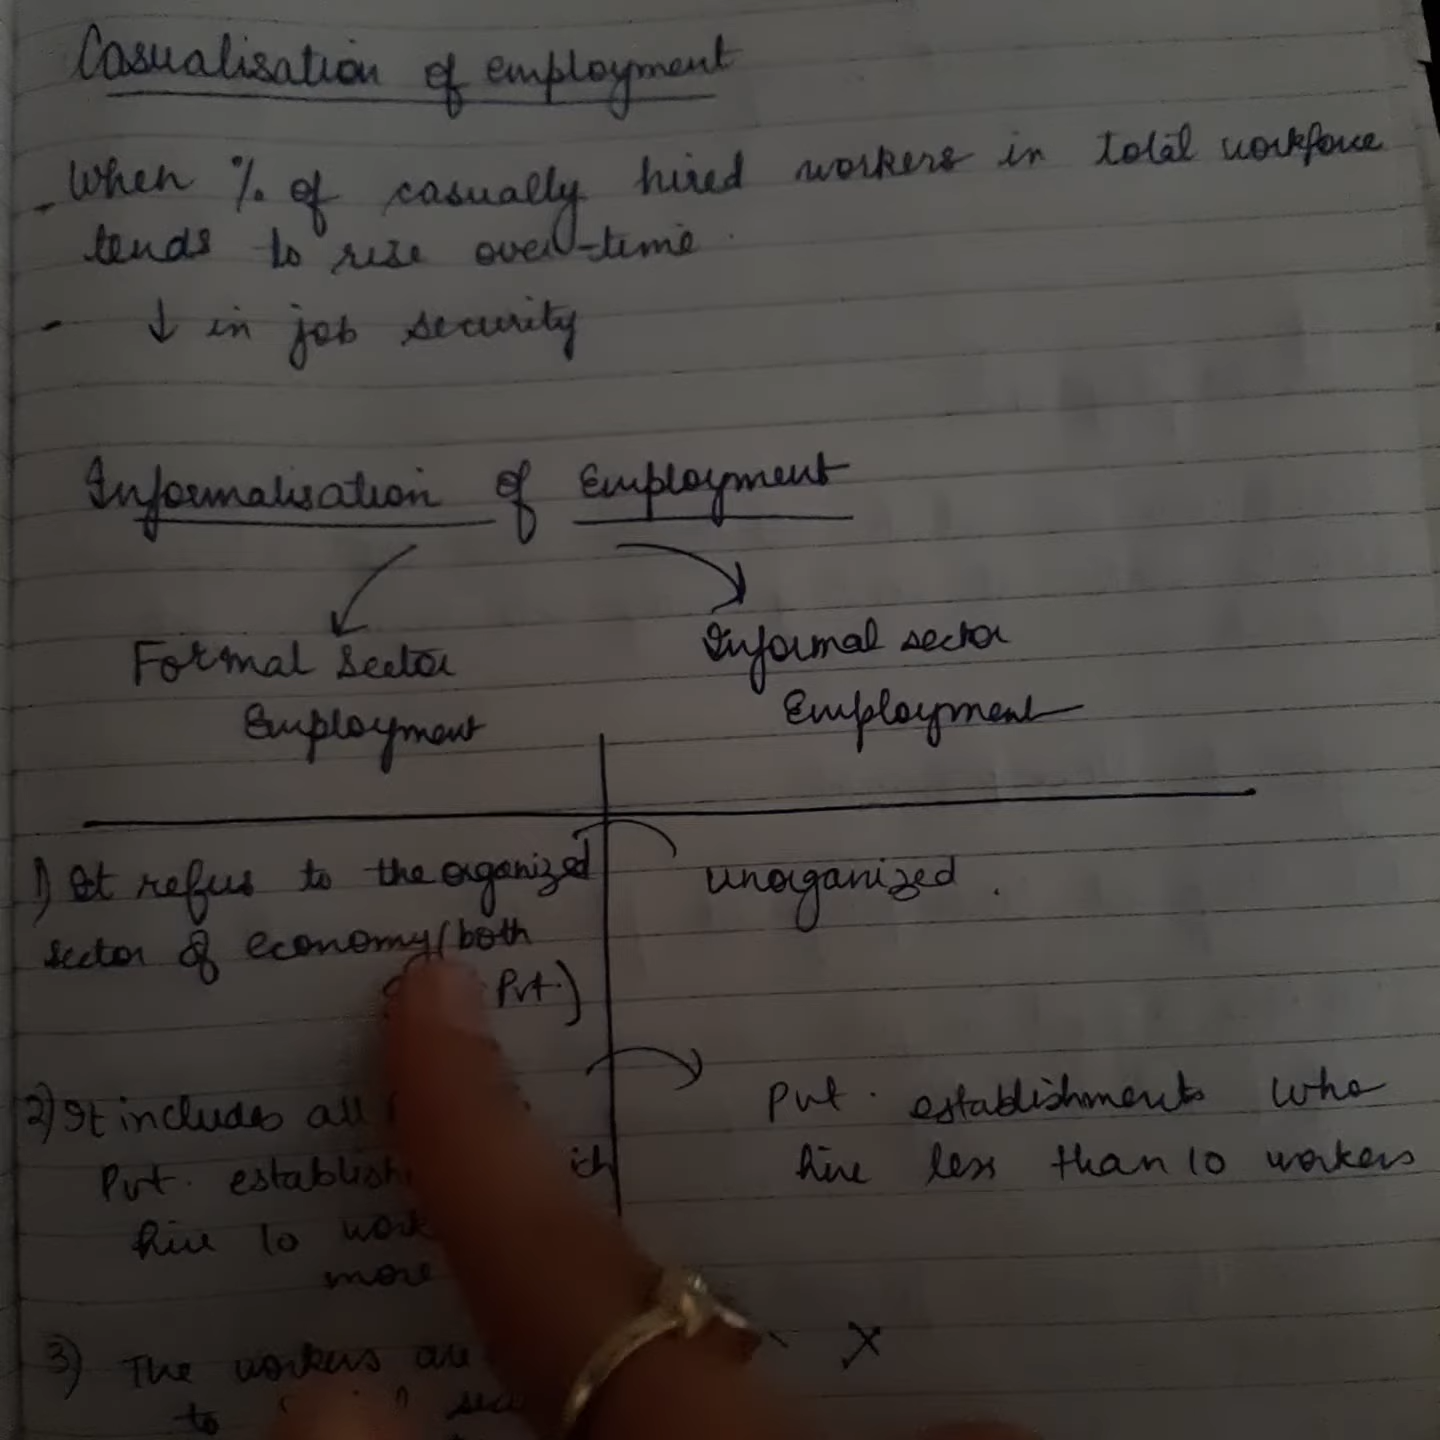 Casualisation of employment
- When % of casually hired workers in total workforce
tends to rise over-time.
- ↓ in job security
Informalisation of Employment
Formal Sector
Employment
Informal sector
Employment
1) It refers to the organized
sector of economy (both
Pvt.)
unorganized.
2) It includes all
Pvt. establish
hire 10 work
more
Pvt. establishments who
hire less than 10 workers
3) The workers are
to
X